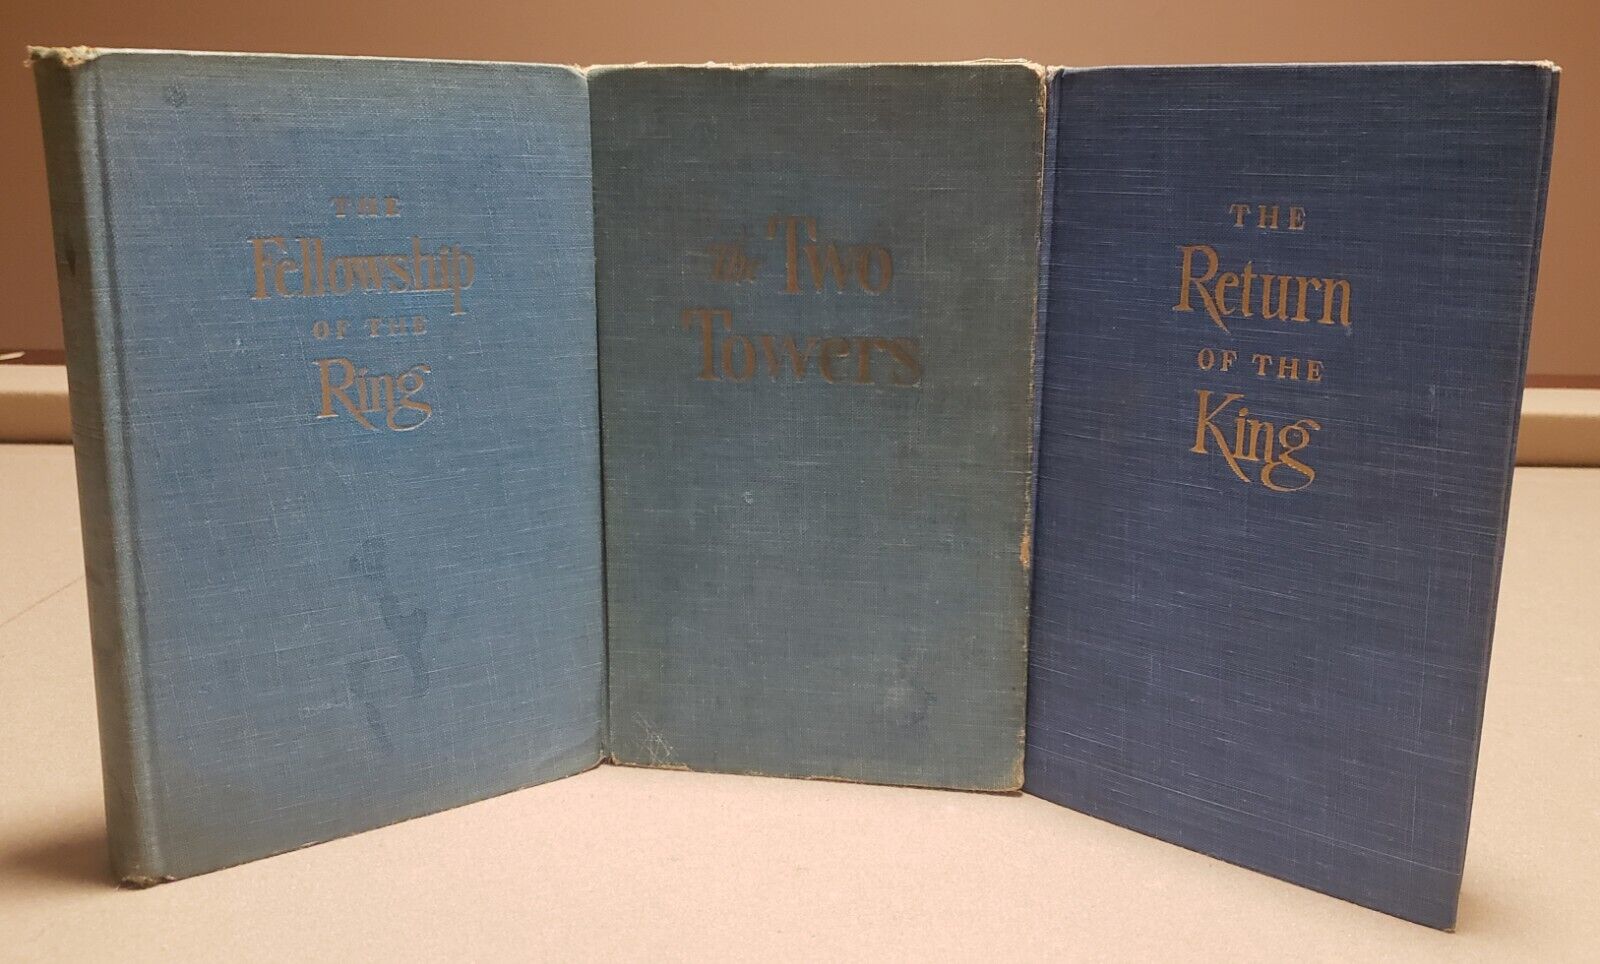 THE
Fellowship
OF THE
Ring
The Two
Towers
THE
Return
OF THE
King